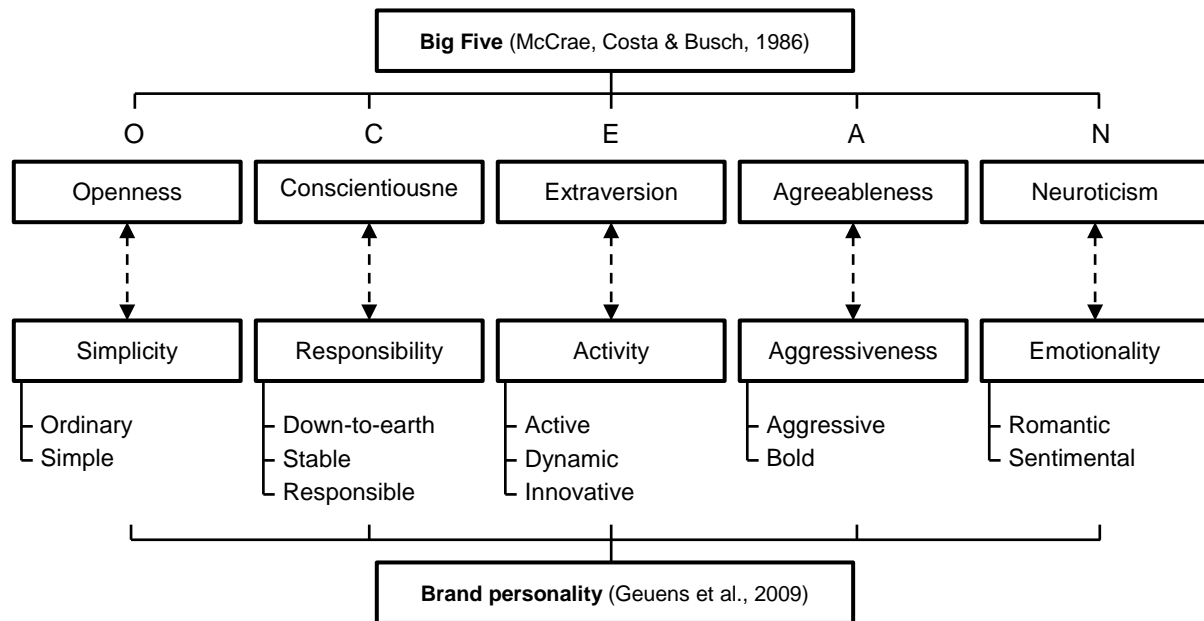 Big Five (McCrae, Costa & Busch, 1986)
O C E A N
Openness Conscientiousne Extraversion Agreeableness Neuroticism
Simplicity Responsibility Activity Aggressiveness Emotionality
Ordinary Down-to-earth Active Aggressive Romantic
Simple Stable Dynamic Bold Sentimental
Responsible Innovative
Brand personality (Geuens et al., 2009)